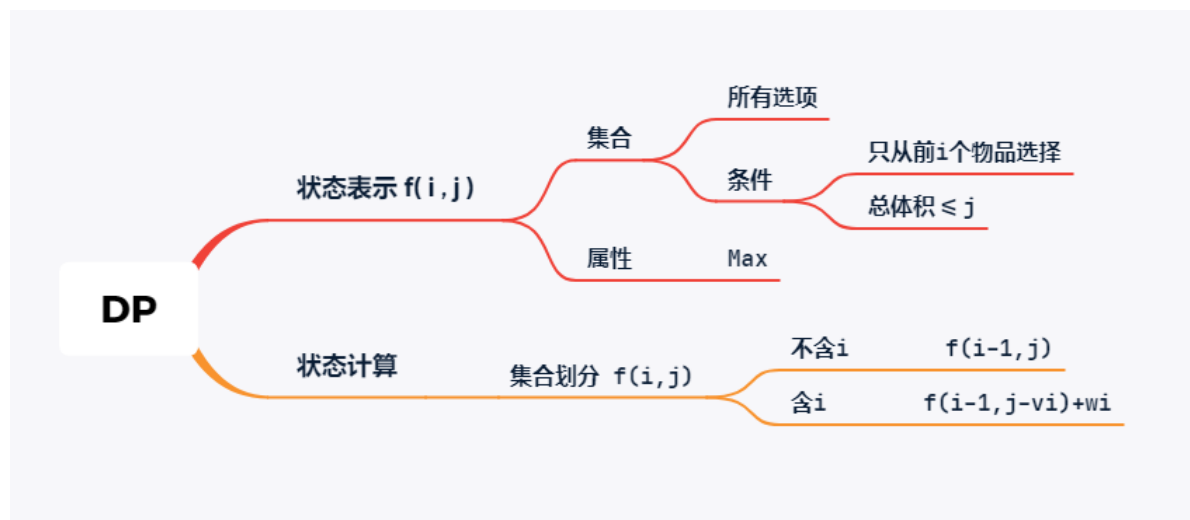 DP
状态表示 f( i , j )
集合
所有选项
条件
只从前i个物品选择
总体积 ≤ j
属性 Max
状态计算
集合划分 f(i,j)
不含i f(i-1,j)
含i f(i-1,j-vi)+wi